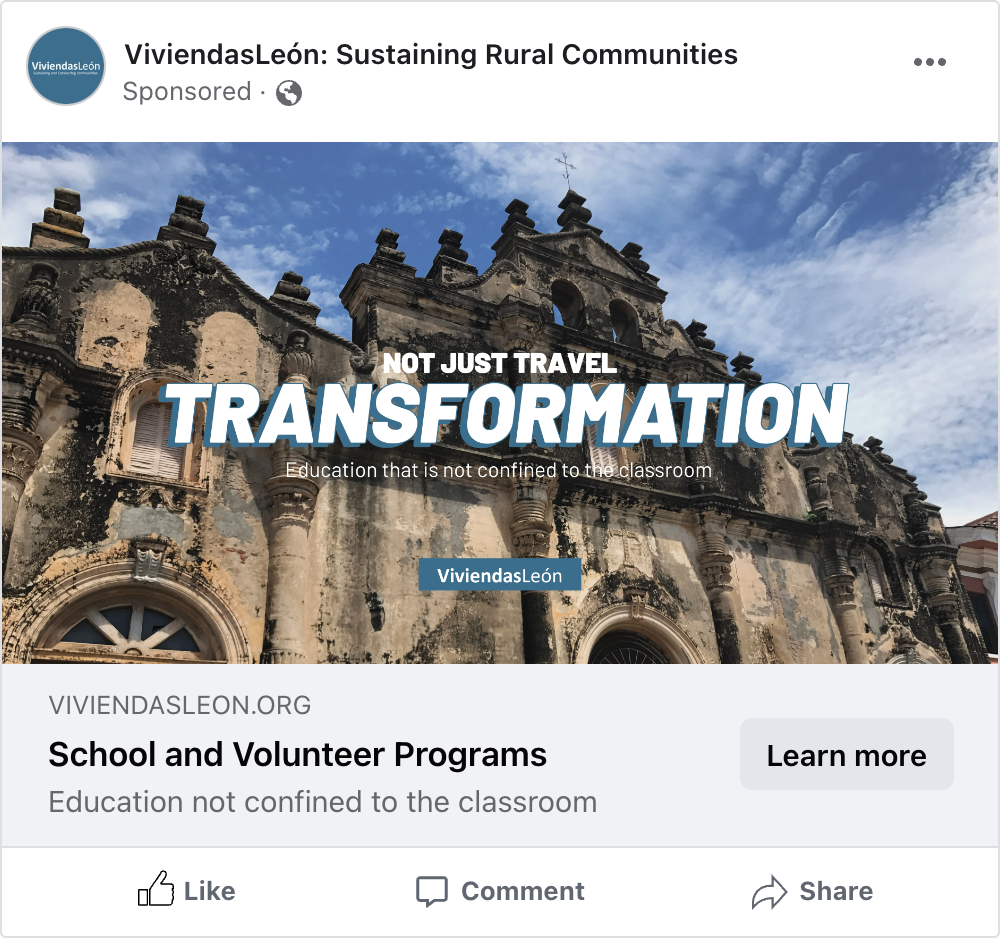 ViviendasLeón
Sustaining and Connecting Communities
ViviendasLeón: Sustaining Rural Communities
Sponsored ·
NOT JUST TRAVEL
TRANSFORMATION
Education that is not confined to the classroom
ViviendasLeón
VIVIENDASLEON.ORG
School and Volunteer Programs
Learn more
Education not confined to the classroom
Like
Comment
Share